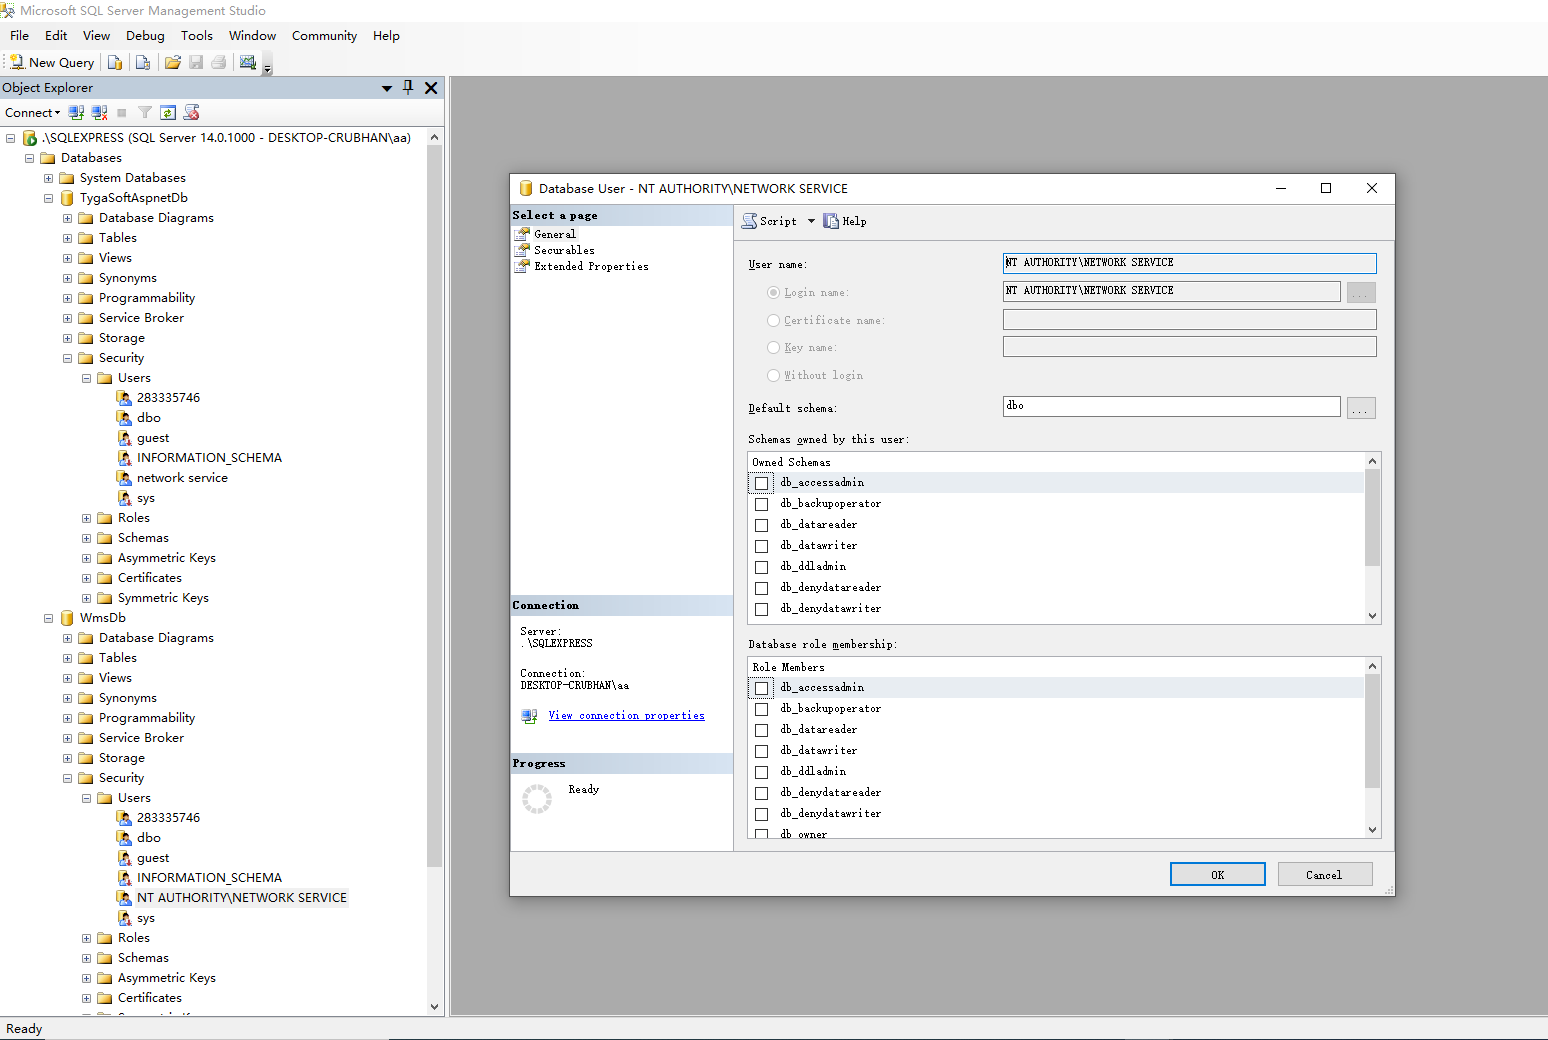 Microsoft SQL Server Management Studio
File Edit View Debug Tools Window Community Help
New Query
Object Explorer
Connect
.\SQLEXPRESS (SQL Server 14.0.1000 - DESKTOP-CRUBHAN\aa)
Databases
System Databases
TygaSoftAspnetDb
Database Diagrams
Tables
Views
Synonyms
Programmability
Service Broker
Storage
Security
Users
283335746
dbo
guest
INFORMATION_SCHEMA
network service
sys
Roles
Schemas
Asymmetric Keys
Certificates
Symmetric Keys
WmsDb
Database Diagrams
Tables
Views
Synonyms
Programmability
Service Broker
Storage
Security
Users
283335746
dbo
guest
INFORMATION_SCHEMA
NT AUTHORITY\NETWORK SERVICE
sys
Roles
Schemas
Asymmetric Keys
Certificates
Ready
Database User - NT AUTHORITY\NETWORK SERVICE
Select a page
General
Securables
Extended Properties
Connection
Server:
.\SQLEXPRESS
Connection:
DESKTOP-CRUBHAN\aa
View connection properties
Progress
Ready
Script Help
User name: NT AUTHORITY\NETWORK SERVICE
Login name: NT AUTHORITY\NETWORK SERVICE ...
Certificate name:
Key name:
Without login
Default schema: dbo ...
Schemas owned by this user:
Owned Schemas
db_accessadmin
db_backupoperator
db_datareader
db_datawriter
db_ddladmin
db_denydatareader
db_denydatawriter
Database role membership:
Role Members
db_accessadmin
db_backupoperator
db_datareader
db_datawriter
db_ddladmin
db_denydatareader
db_denydatawriter
db_owner
OK Cancel